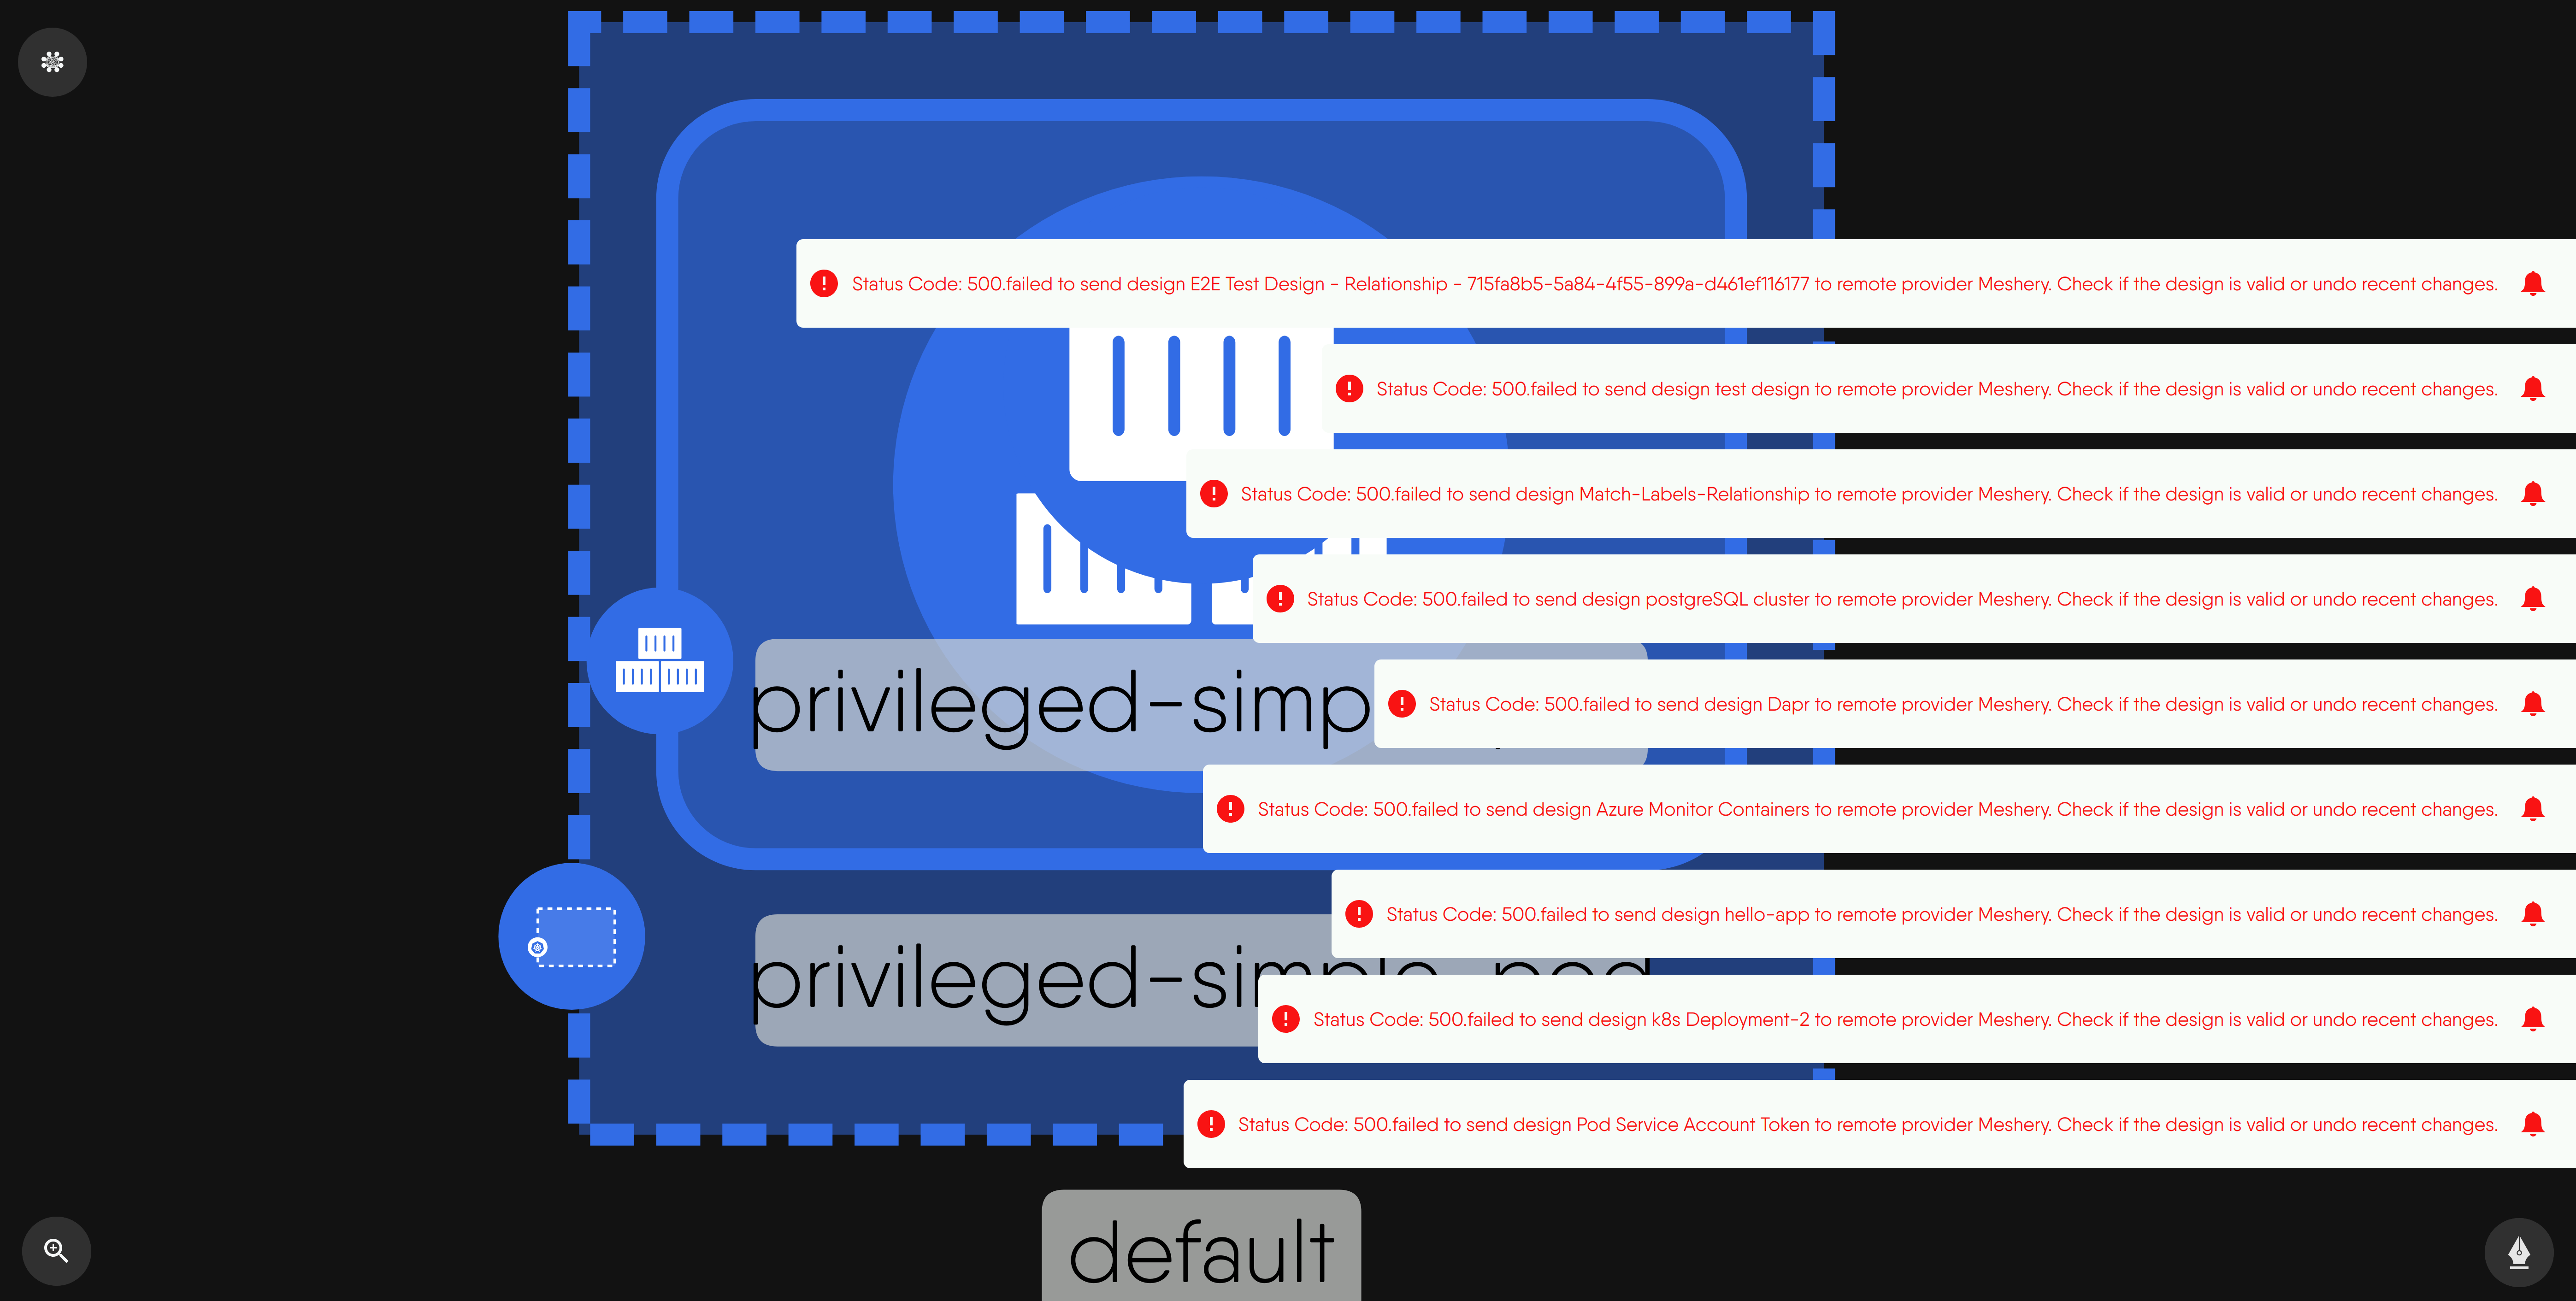 Status Code: 500.failed to send design E2E Test Design - Relationship - 715fa8b5-5a84-4f55-899a-d461ef116177 to remote provider Meshery. Check if the design is valid or undo recent changes.
Status Code: 500.failed to send design test design to remote provider Meshery. Check if the design is valid or undo recent changes.
Status Code: 500.failed to send design Match-Labels-Relationship to remote provider Meshery. Check if the design is valid or undo recent changes.
Status Code: 500.failed to send design postgreSQL cluster to remote provider Meshery. Check if the design is valid or undo recent changes.
privileged-simp
Status Code: 500.failed to send design Dapr to remote provider Meshery. Check if the design is valid or undo recent changes.
Status Code: 500.failed to send design Azure Monitor Containers to remote provider Meshery. Check if the design is valid or undo recent changes.
Status Code: 500.failed to send design hello-app to remote provider Meshery. Check if the design is valid or undo recent changes.
privileged-simple-pod
Status Code: 500.failed to send design k8s Deployment-2 to remote provider Meshery. Check if the design is valid or undo recent changes.
Status Code: 500.failed to send design Pod Service Account Token to remote provider Meshery. Check if the design is valid or undo recent changes.
default